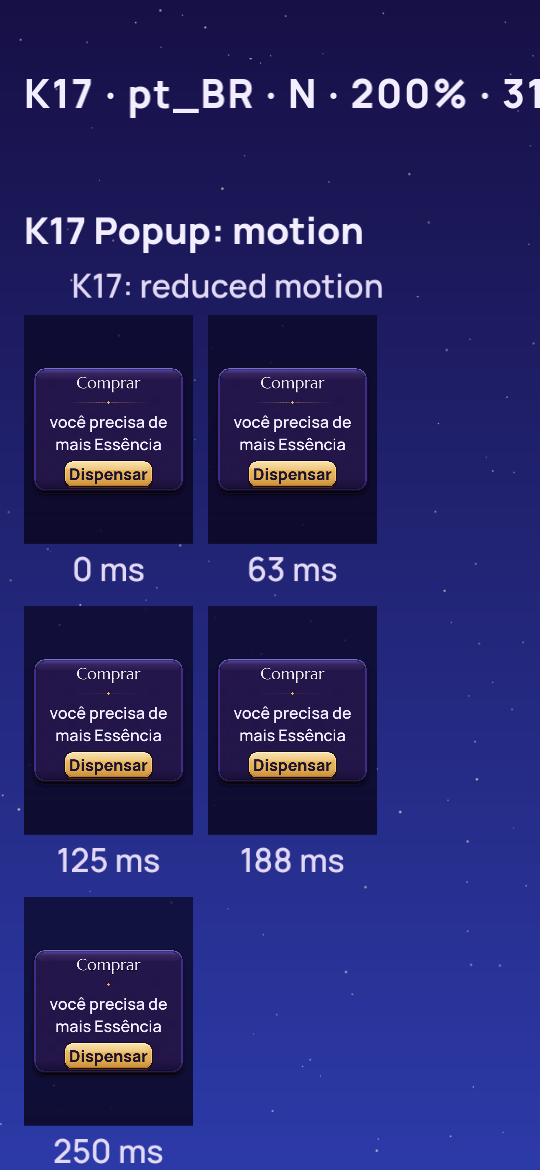 K17 · pt_BR · N · 200% · 31
K17 Popup: motion
K17: reduced motion
Comprar
você precisa de
mais Essência
Dispensar
0 ms
Comprar
você precisa de
mais Essência
Dispensar
63 ms
Comprar
você precisa de
mais Essência
Dispensar
125 ms
Comprar
você precisa de
mais Essência
Dispensar
188 ms
Comprar
você precisa de
mais Essência
Dispensar
250 ms